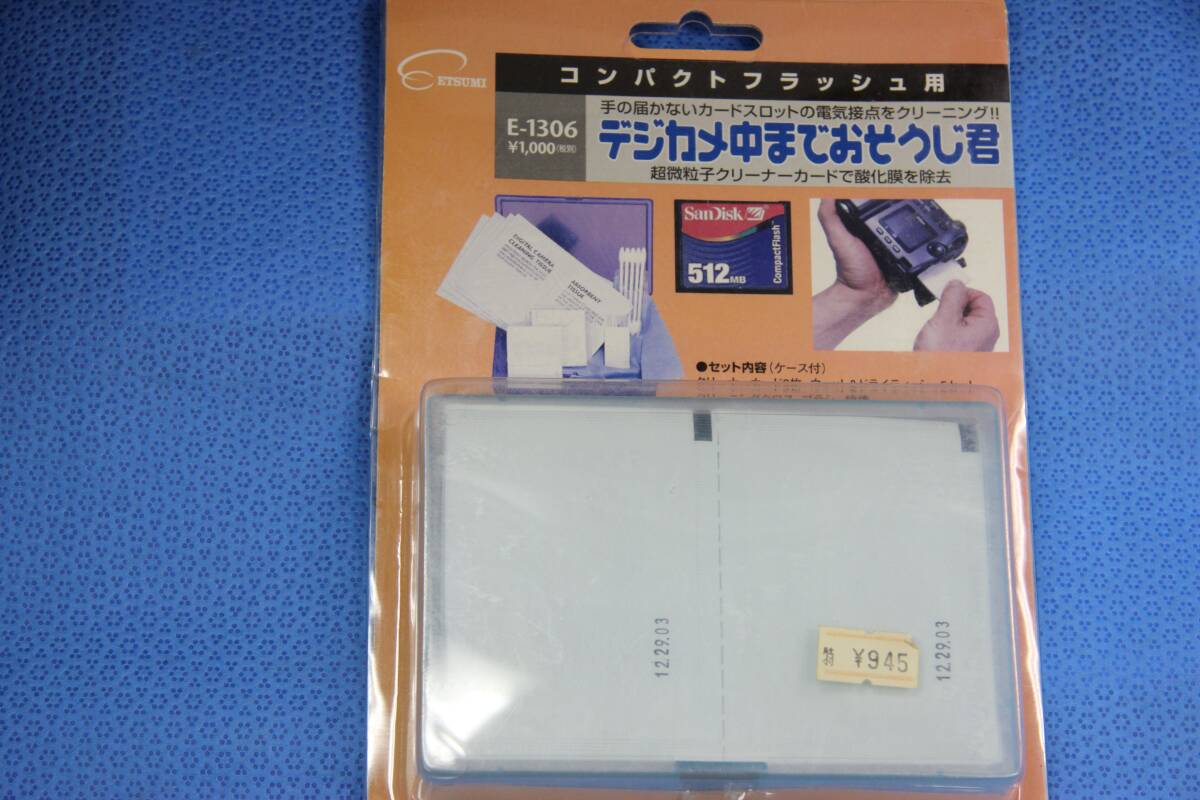 ETSUMI
コンパクトフラッシュ用
E-1306
¥1,000(税別)
手の届かないカードスロットの電気接点をクリーニング!!
デジカメ中までおそうじ君
超微粒子クリーナーカードで酸化膜を除去
DIGITAL CAMERA
CLEANING TISSUE
ABSORBENT
TISSUE
SanDisk
512MB
CompactFlash
●セット内容(ケース付)
12.29.03
12.29.03
¥945